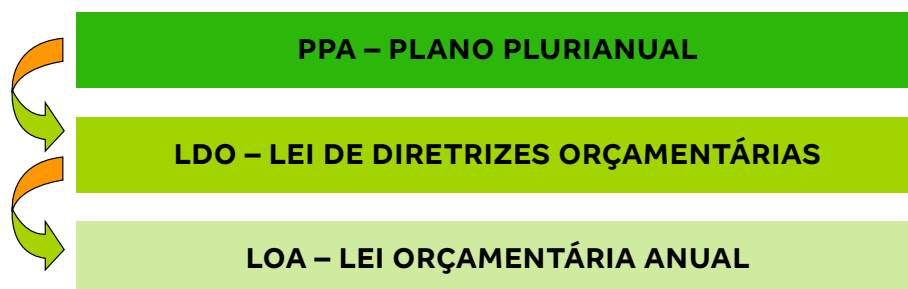 PPA – PLANO PLURIANUAL
LDO – LEI DE DIRETRIZES ORÇAMENTÁRIAS
LOA – LEI ORÇAMENTÁRIA ANUAL